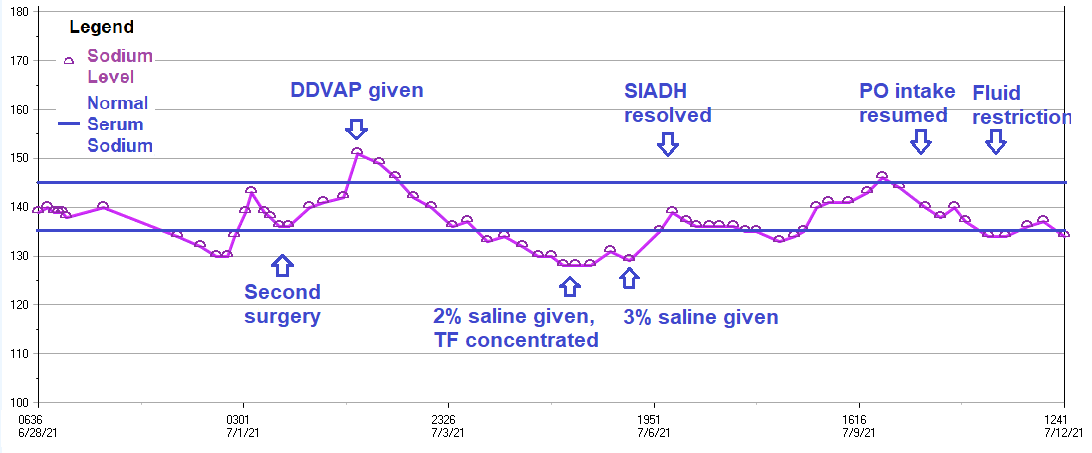 180
Legend
Sodium
Level
Normal
Serum
Sodium
170
160
150
140
130
120
110
100
DDVAP given
SIADH
resolved
PO intake
resumed
Fluid
restriction
Second
surgery
2% saline given,
TF concentrated
3% saline given
0636
6/28/21
0301
7/1/21
2326
7/3/21
1951
7/6/21
1616
7/9/21
1241
7/12/21